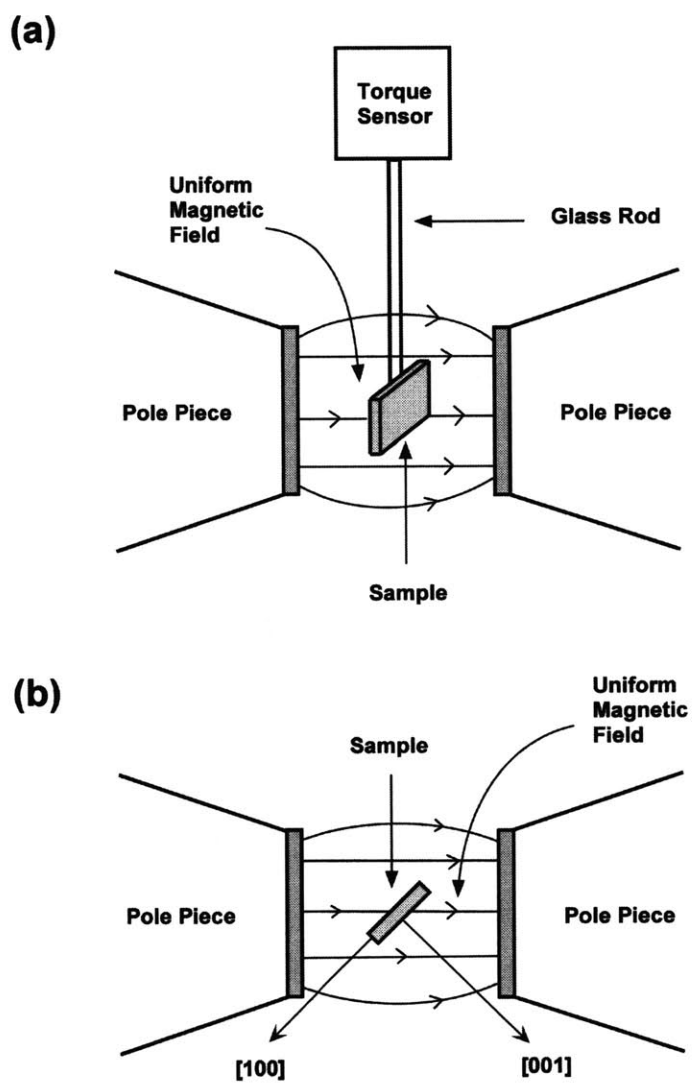 (a)
Torque
Sensor
Uniform
Magnetic
Field
Glass Rod
Pole Piece
Pole Piece
Sample
(b)
Uniform
Magnetic
Field
Sample
Pole Piece
Pole Piece
[100]
[001]